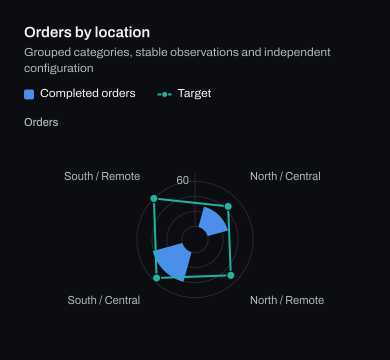 Orders by location
Grouped categories, stable observations and independent
configuration
Completed orders
Target
Orders
South / Remote
60
North / Central
South / Central
North / Remote